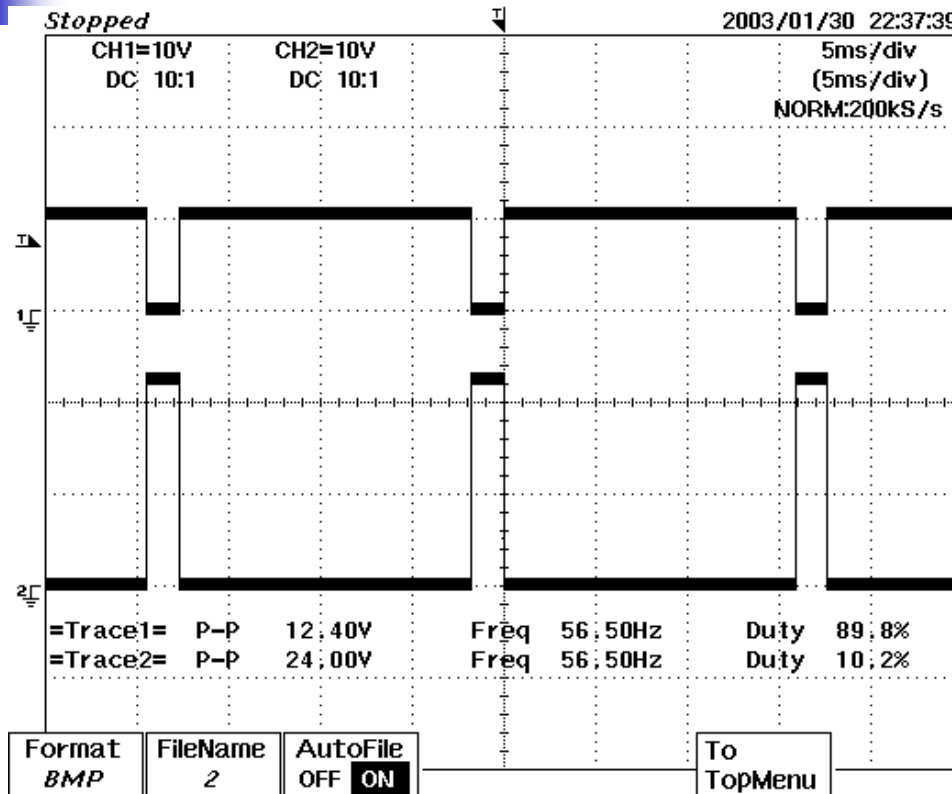 Stopped 2003/01/30 22:37:39
CH1=10V CH2=10V 5ms/div
DC 10:1 DC 10:1 (5ms/div)
NORM:200kS/s
T
T
1
2
=Trace1= P-P 12.40V Freq 56.50Hz Duty 89.8%
=Trace2= P-P 24.00V Freq 56.50Hz Duty 10.2%
Format FileName AutoFile To
BMP 2 OFF ON TopMenu